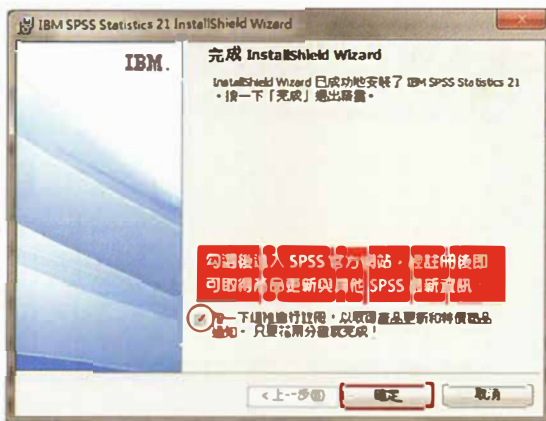 IBM SPSS Statistics 21 InstallShield Wizard
IBM.
完成 InstallShield Wizard
InstallShield Wizard 已成功地安裝了 IBM SPSS Statistics 21
。按一下「完成」退出精靈。
勾選後進入 SPSS 官方網站，經註冊後即
可取得產品更新與其他 SPSS 最新資訊
一下這裡進行註冊，以取得產品更新和特價商品
通知。只要花兩分鐘就完成！
<上一步
確定
取消